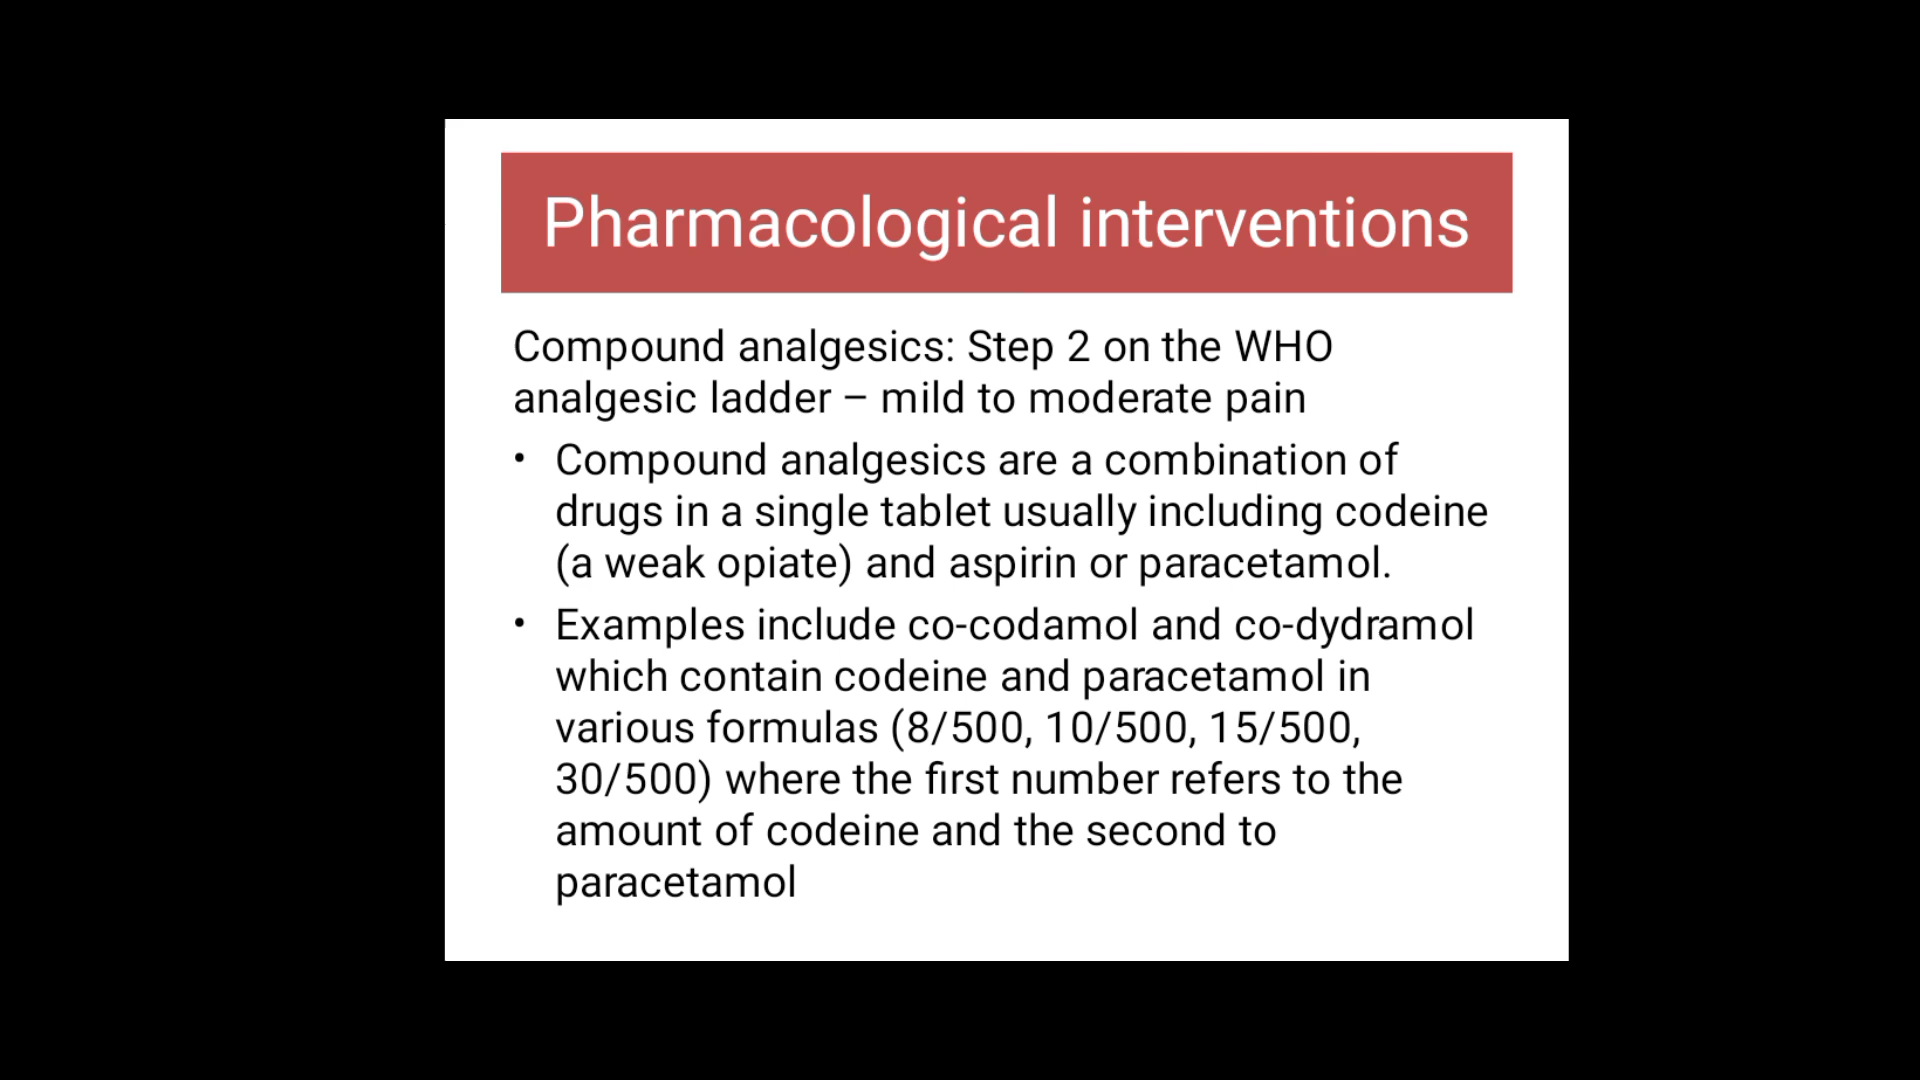 Pharmacological interventions
Compound analgesics: Step 2 on the WHO
analgesic ladder – mild to moderate pain
• Compound analgesics are a combination of
drugs in a single tablet usually including codeine
(a weak opiate) and aspirin or paracetamol.
• Examples include co-codamol and co-dydramol
which contain codeine and paracetamol in
various formulas (8/500, 10/500, 15/500,
30/500) where the first number refers to the
amount of codeine and the second to
paracetamol